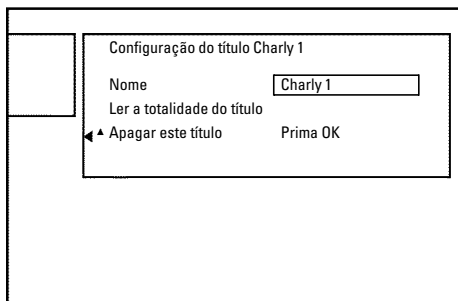 Configuração do título Charly 1
Nome Charly 1
Ler a totalidade do título
Apagar este título Prima OK